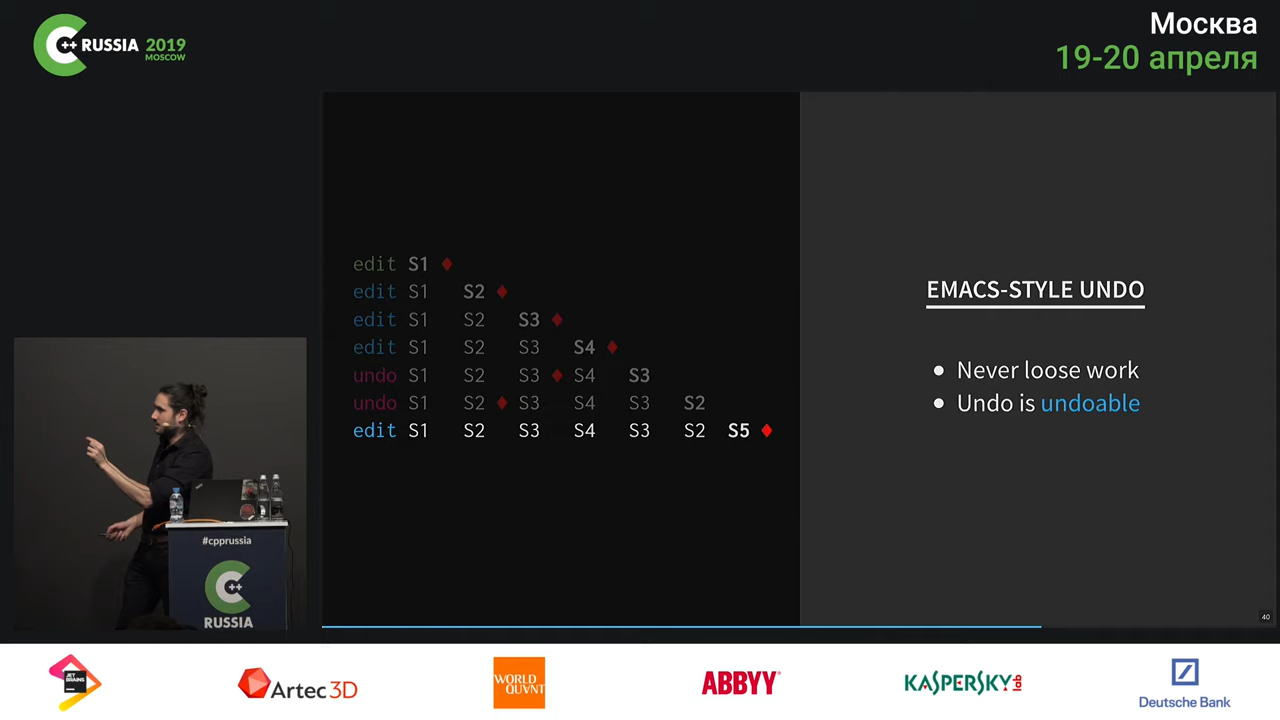 C++ RUSSIA 2019
MOSCOW
Москва
19-20 апреля
edit S1 ♦
edit S1 S2 ♦
edit S1 S2 S3 ♦
edit S1 S2 S3 S4 ♦
undo S1 S2 S3 ♦ S4 S3
undo S1 S2 ♦ S3 S4 S3 S2
edit S1 S2 S3 S4 S3 S2 S5 ♦
EMACS-STYLE UNDO
● Never loose work
● Undo is undoable
40
#cpprussia
C++
RUSSIA
JET BRAINS
Artec 3D
WORLD QUANT
ABBYY
KASPERSKY lab
Deutsche Bank